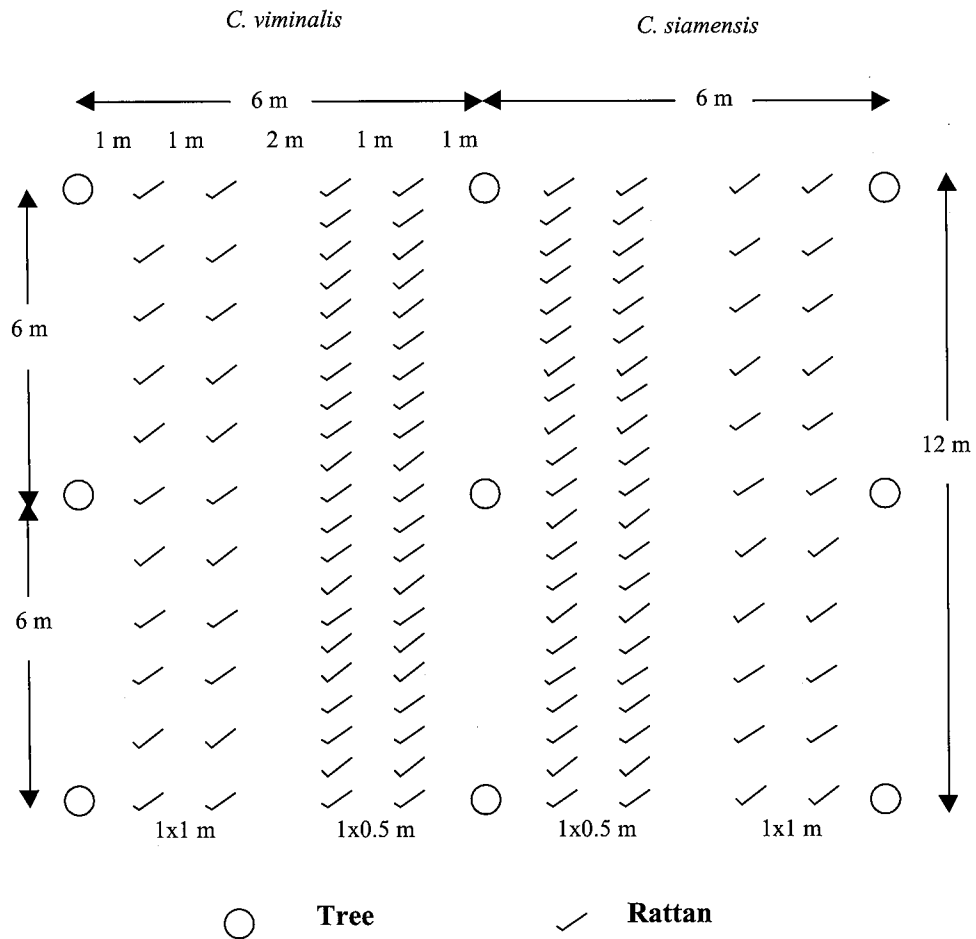 C. viminalis
C. siamensis
6 m
6 m
1 m 1 m 2 m 1 m 1 m
6 m
12 m
6 m
1x1 m 1x0.5 m 1x0.5 m 1x1 m
Tree Rattan